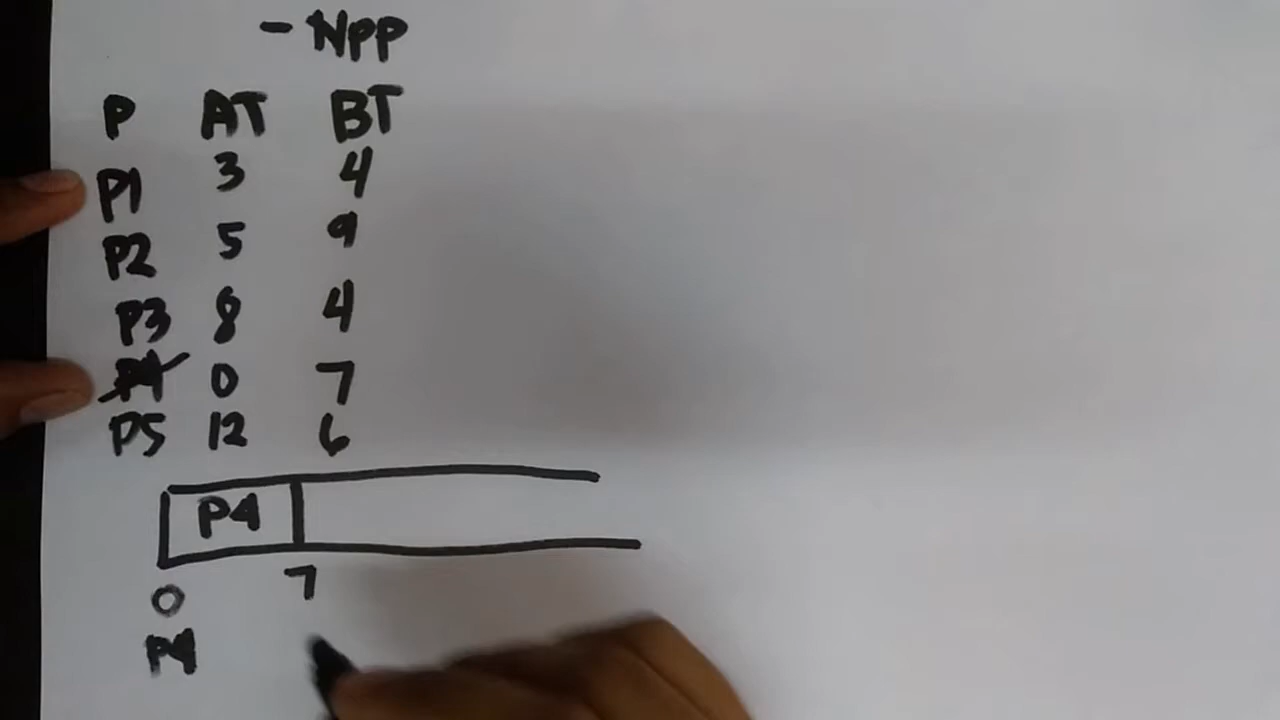 - NPP
P AT BT
P1 3 4
P2 5 9
P3 8 4
P4 0 7
P5 12 6
P4
0 7
P4